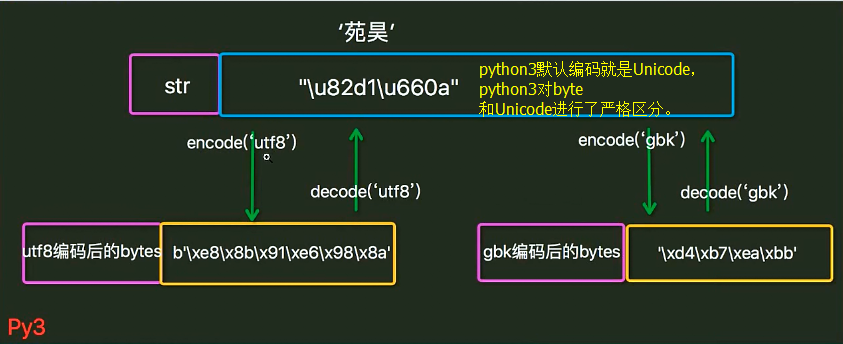 ‘苑昊’
str
"\u82d1\u660a"
python3默认编码就是Unicode，
python3对byte
和Unicode进行了严格区分。
encode(‘utf8’)
decode(‘utf8’)
encode(‘gbk’)
decode(‘gbk’)
utf8编码后的bytes
b'\xe8\x8b\x91\xe6\x98\x8a'
gbk编码后的bytes
'\xd4\xb7\xea\xbb'
Py3